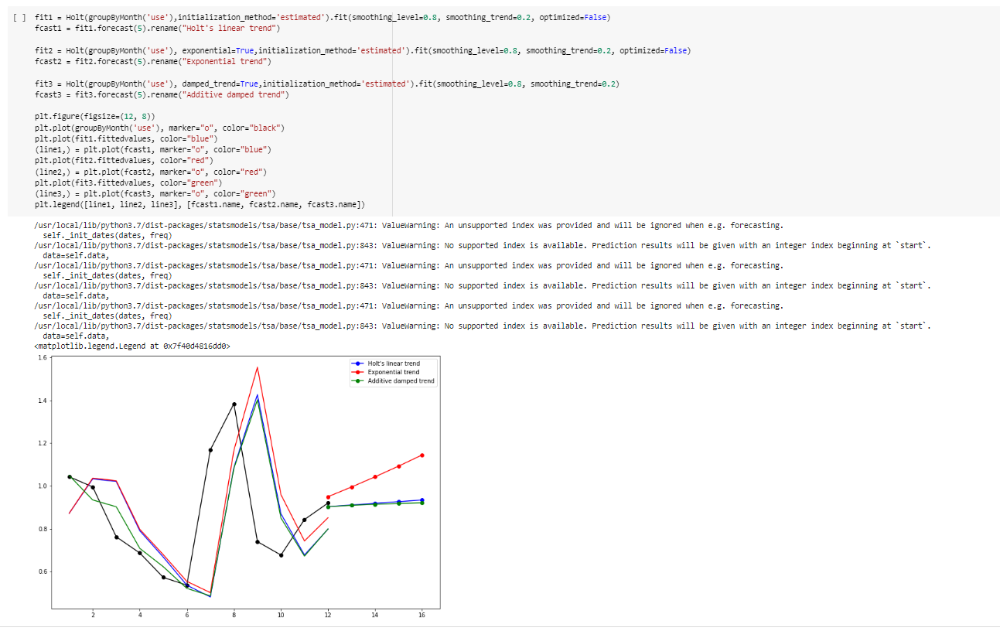 [ ] fit1 = Holt(groupByMonth('use'),initialization_method='estimated').fit(smoothing_level=0.8, smoothing_trend=0.2, optimized=False)
fcast1 = fit1.forecast(5).rename("Holt's linear trend")
fit2 = Holt(groupByMonth('use'), exponential=True,initialization_method='estimated').fit(smoothing_level=0.8, smoothing_trend=0.2, optimized=False)
fcast2 = fit2.forecast(5).rename("Exponential trend")
fit3 = Holt(groupByMonth('use'), damped_trend=True,initialization_method='estimated').fit(smoothing_level=0.8, smoothing_trend=0.2)
fcast3 = fit3.forecast(5).rename("Additive damped trend")
plt.figure(figsize=(12, 8))
plt.plot(groupByMonth('use'), marker="o", color="black")
plt.plot(fit1.fittedvalues, color="blue")
(line1,) = plt.plot(fcast1, marker="o", color="blue")
plt.plot(fit2.fittedvalues, color="red")
(line2,) = plt.plot(fcast2, marker="o", color="red")
plt.plot(fit3.fittedvalues, color="green")
(line3,) = plt.plot(fcast3, marker="o", color="green")
plt.legend([line1, line2, line3], [fcast1.name, fcast2.name, fcast3.name])
/usr/local/lib/python3.7/dist-packages/statsmodels/tsa/base/tsa_model.py:471: ValueWarning: An unsupported index was provided and will be ignored when e.g. forecasting.
self._init_dates(dates, freq)
/usr/local/lib/python3.7/dist-packages/statsmodels/tsa/base/tsa_model.py:843: ValueWarning: No supported index is available. Prediction results will be given with an integer index beginning at `start`.
data=self.data,
/usr/local/lib/python3.7/dist-packages/statsmodels/tsa/base/tsa_model.py:471: ValueWarning: An unsupported index was provided and will be ignored when e.g. forecasting.
self._init_dates(dates, freq)
/usr/local/lib/python3.7/dist-packages/statsmodels/tsa/base/tsa_model.py:843: ValueWarning: No supported index is available. Prediction results will be given with an integer index beginning at `start`.
data=self.data,
/usr/local/lib/python3.7/dist-packages/statsmodels/tsa/base/tsa_model.py:471: ValueWarning: An unsupported index was provided and will be ignored when e.g. forecasting.
self._init_dates(dates, freq)
/usr/local/lib/python3.7/dist-packages/statsmodels/tsa/base/tsa_model.py:843: ValueWarning: No supported index is available. Prediction results will be given with an integer index beginning at `start`.
data=self.data,
<matplotlib.legend.Legend at 0x7f40d4816dd0>
1.6
1.4
1.2
1.0
0.8
0.6
Holt's linear trend
Exponential trend
Additive damped trend
2 4 6 8 10 12 14 16